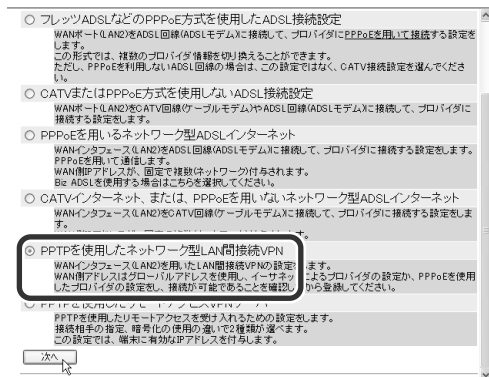 フレッツADSLなどのPPPoE方式を使用したADSL接続設定
WANポート(LAN2)をADSL回線(ADSLモデム)に接続して、プロバイダにPPPoEを用いて接続する設定を
します。
この形式では、複数のプロバイダ情報を切り換えることができます。
ただし、PPPoEを利用しないADSL回線の場合は、この設定ではなく、CATV接続設定を選んでくださ
い。
CATVまたはPPPoE方式を使用しないADSL接続設定
WANポート(LAN2)をCATV回線(ケーブルモデム)やADSL回線(ADSLモデム)に接続して、プロバイダに
接続する設定をします。
PPPoEを用いるネットワーク型ADSLインターネット
WANインタフェース(LAN2)をADSL回線(ADSLモデム)に接続して、プロバイダに接続する設定をします。
PPPoEを用いて通信します。
WAN側IPアドレスが、固定で複数(ネットワーク)付与されます。
Biz ADSLを使用する場合はこちらを選択してください。
CATVインターネット、または、PPPoEを用いないネットワーク型ADSLインターネット
WANインタフェース(LAN2)をCATV回線(ケーブルモデム)に接続して、プロバイダに接続する設定をしま
す。
PPTPを使用したネットワーク型LAN間接続VPN
WANインタフェース(LAN2)を用いたLAN間接続VPNの設定 ます。
WAN側アドレスはグローバルアドレスを使用し、イーサネッ によるプロバイダの設定か、PPPoEを使用
したプロバイダの設定をし、接続が可能であることを確認し から登録してください。
PPTPを使用したリモートアクセスVPNサーバ
PPTPを使用したリモートアクセスを受け入れるための設定をします。
接続相手の指定、暗号化の使用の違いで2種類が選べます。
この設定では、端末に有効なIPアドレスを付与します。
次へ